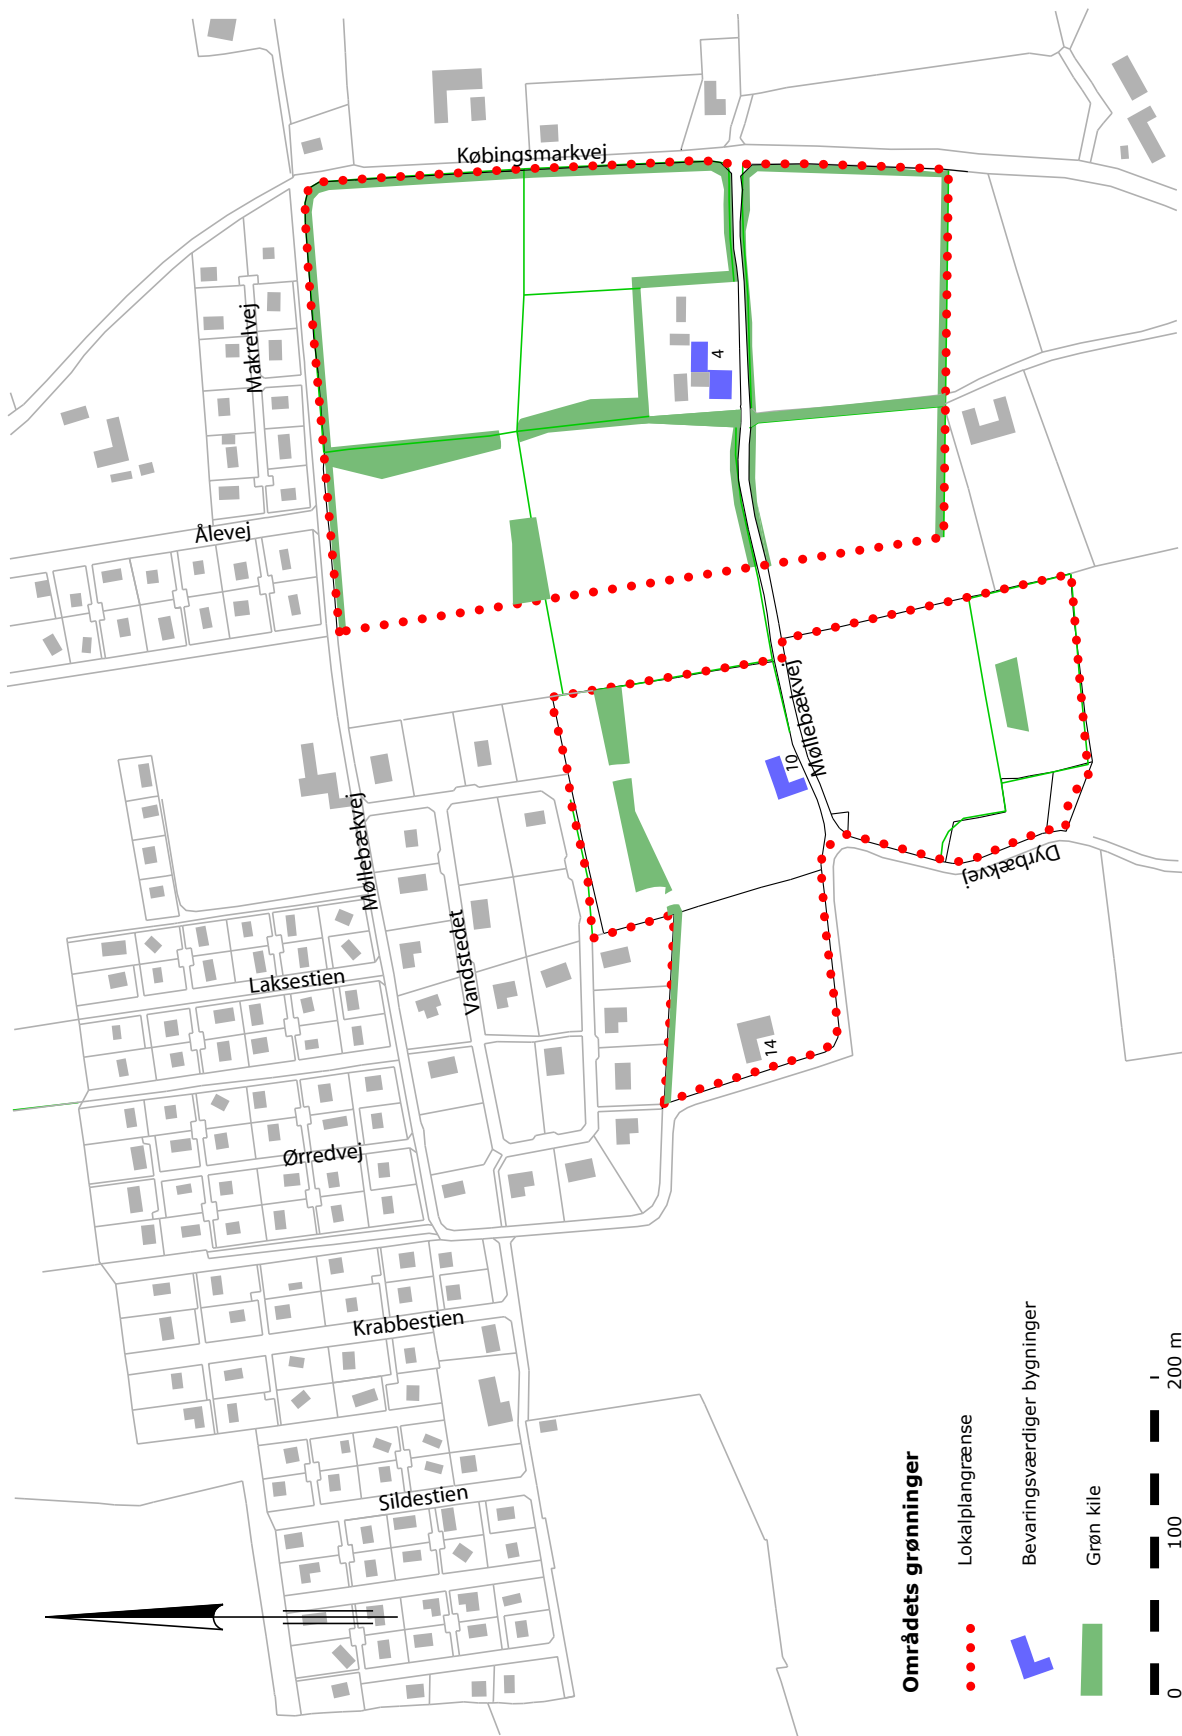 Købingsmarkvej
Makrelvej
4
Ålevej
Møllebækvej
10
Møllebækvej
Dyrbækvej
Vandstedet
Laksestien
14
Ørredvej
Krabbestien
Sildestien
Områdets grønninger
Lokalplangrænse
Bevaringsværdiger bygninger
Grøn kile
0
100
200 m